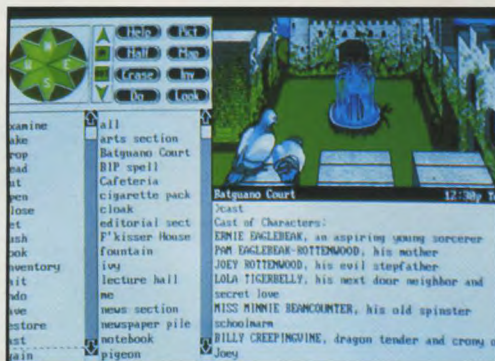 N
W E
S
Help Pict
Half Map
Erase Inv
Do Look
xamine
ake
rop
ead
ut
pen
lose
et
ush
ook
nventory
ait
ndo
ave
estore
ast
gain
all
arts section
Batguano Court
BIP spell
Cafeteria
cigarette pack
cloak
editorial sect
F'kisser House
fountain
ivy
lecture hall
me
news section
newspaper pile
notebook
pigeon
Batguano Court 12:30p
>cast
Cast of Characters:
ERNIE EAGLEBEAK, an aspiring young sorcerer
PAM EAGLEBEAK-ROTTENWOOD, his mother
JOEY ROTTENWOOD, his evil stepfather
LOLA TIGERBELLY, his next door neighbor and
secret love
MISS MINNIE BEANCOUNTER, his old spinster
schoolmarm
BILLY CREEPINGVINE, dragon tender and crony o
Joey